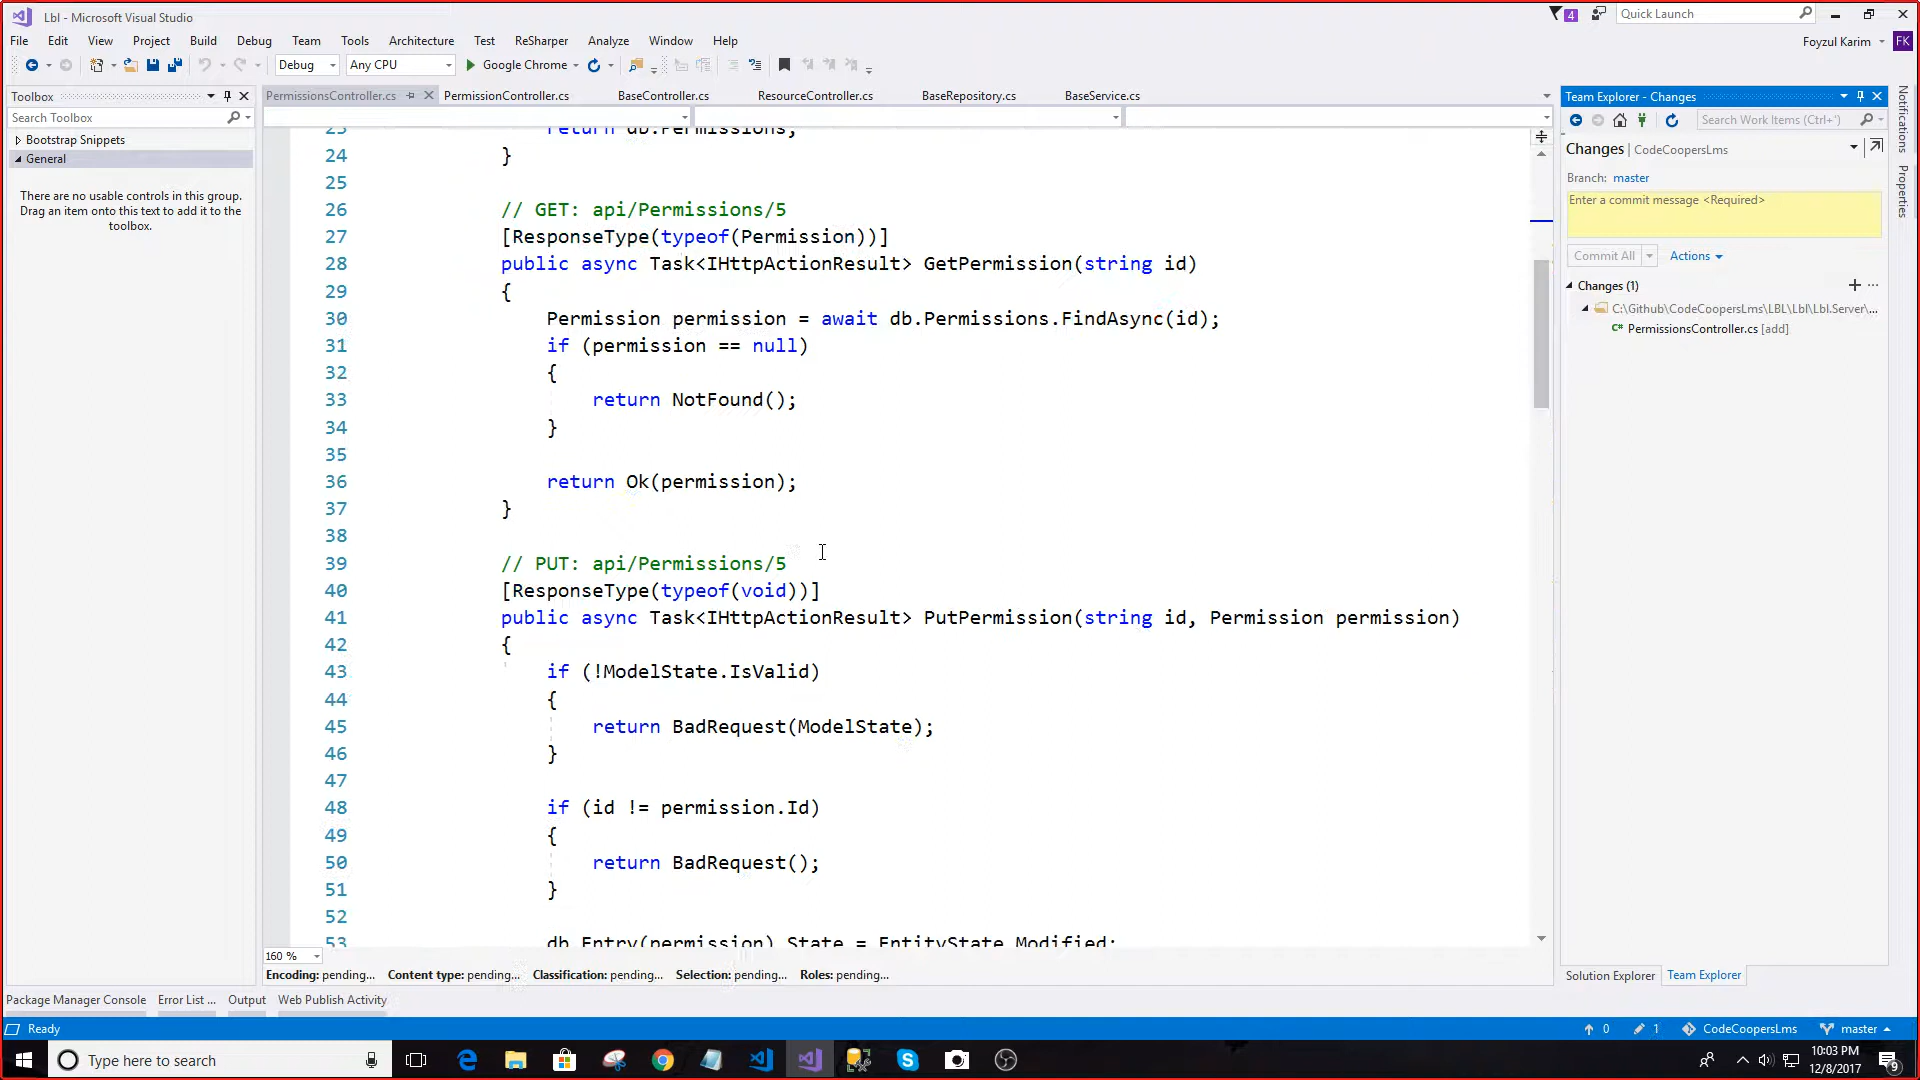 Lbl - Microsoft Visual Studio
4
Quick Launch
File Edit View Project Build Debug Team Tools Architecture Test ReSharper Analyze Window Help
Foyzul Karim FK
Debug Any CPU Google Chrome
Toolbox
Search Toolbox
Bootstrap Snippets
General
There are no usable controls in this group.
Drag an item onto this text to add it to the
toolbox.
PermissionsController.cs PermissionController.cs BaseController.cs ResourceController.cs BaseRepository.cs BaseService.cs
23 return db.Permissions;
24 }
25
26 // GET: api/Permissions/5
27 [ResponseType(typeof(Permission))]
28 public async Task<IHttpActionResult> GetPermission(string id)
29 {
30 Permission permission = await db.Permissions.FindAsync(id);
31 if (permission == null)
32 {
33 return NotFound();
34 }
35
36 return Ok(permission);
37 }
38
39 // PUT: api/Permissions/5
40 [ResponseType(typeof(void))]
41 public async Task<IHttpActionResult> PutPermission(string id, Permission permission)
42 {
43 if (!ModelState.IsValid)
44 {
45 return BadRequest(ModelState);
46 }
47
48 if (id != permission.Id)
49 {
50 return BadRequest();
51 }
52
53 db.Entry(permission).State = EntityState.Modified;
160 %
Encoding: pending... Content type: pending... Classification: pending... Selection: pending... Roles: pending...
Team Explorer - Changes
Search Work Items (Ctrl+')
Changes | CodeCoopersLms
Branch: master
Enter a commit message <Required>
Commit All Actions
Changes (1)
C:\Github\CodeCoopersLms\LBL\Lbl\Lbl.Server\...
C# PermissionsController.cs [add]
Solution Explorer Team Explorer
Notifications
Properties
Package Manager Console Error List ... Output Web Publish Activity
Ready
0 1 CodeCoopersLms master
Type here to search
10:03 PM
12/8/2017
9